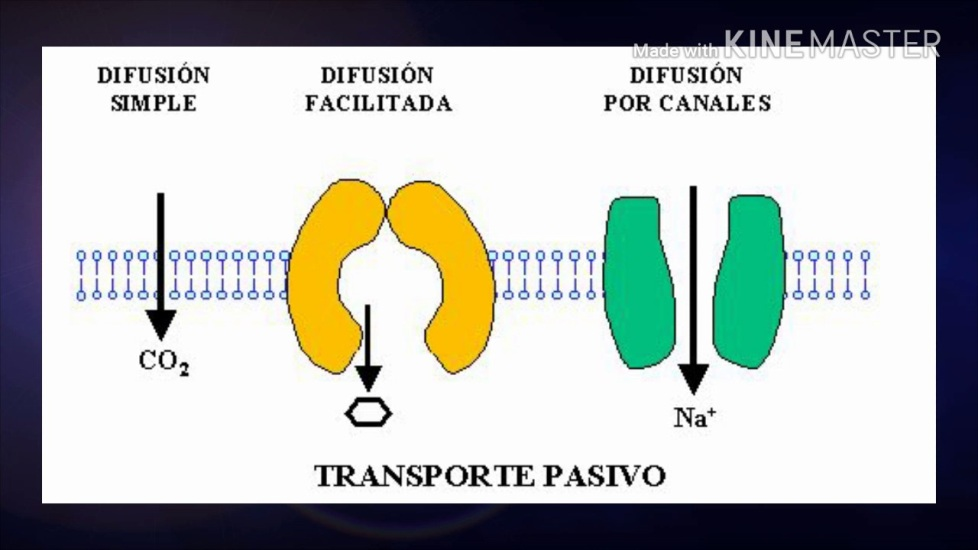 Made with KINEMASTER
DIFUSIÓN
SIMPLE
DIFUSIÓN
FACILITADA
DIFUSIÓN
POR CANALES
CO₂
Na⁺
TRANSPORTE PASIVO